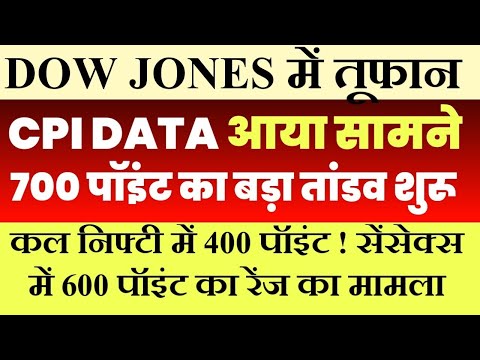 DOW JONES में तूफान
CPI DATA आया सामने
700 पॉइंट का बड़ा तांडव शुरू
कल निफ्टी में 400 पॉइंट ! सेंसेक्स
में 600 पॉइंट का रेंज का मामला